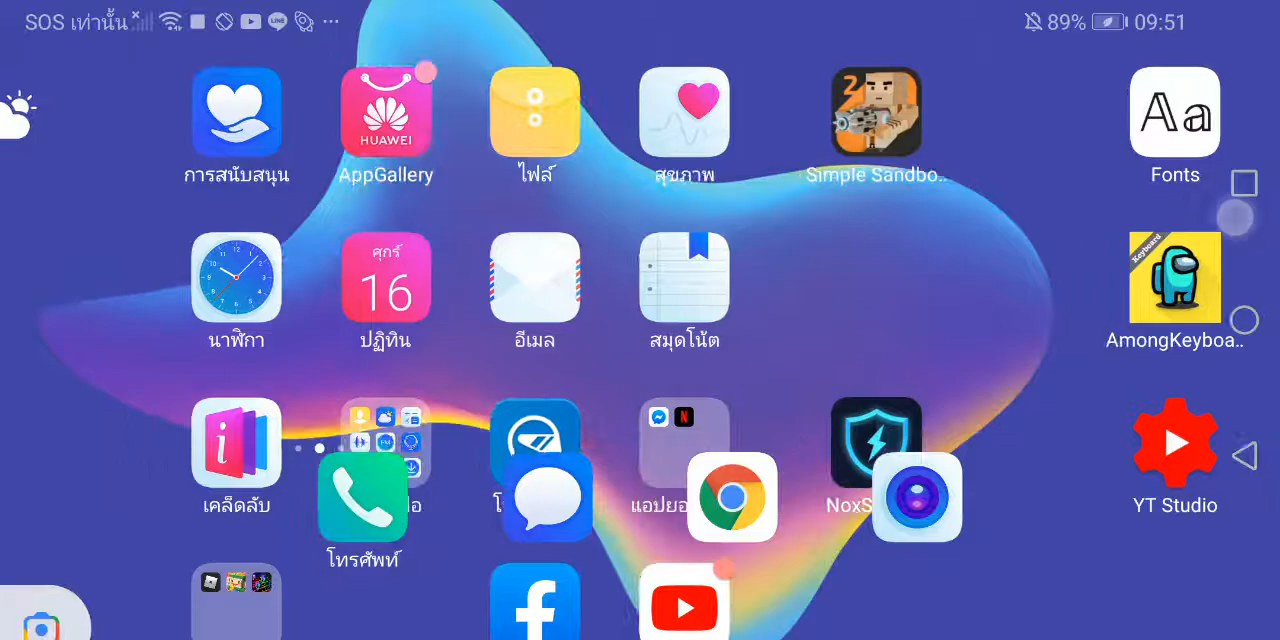 SOS เท่านั้น
89% 09:51
การสนับสนุน
HUAWEI
AppGallery
ไฟล์
สุขภาพ
2
Simple Sandbo..
Aa
Fonts
นาฬิกา
ศุกร์
16
ปฏิทิน
อีเมล
สมุดโน้ต
Keyboard
AmongKeyboa..
เคล็ดลับ
แอปยอ
NoxS
YT Studio
โทรศัพท์